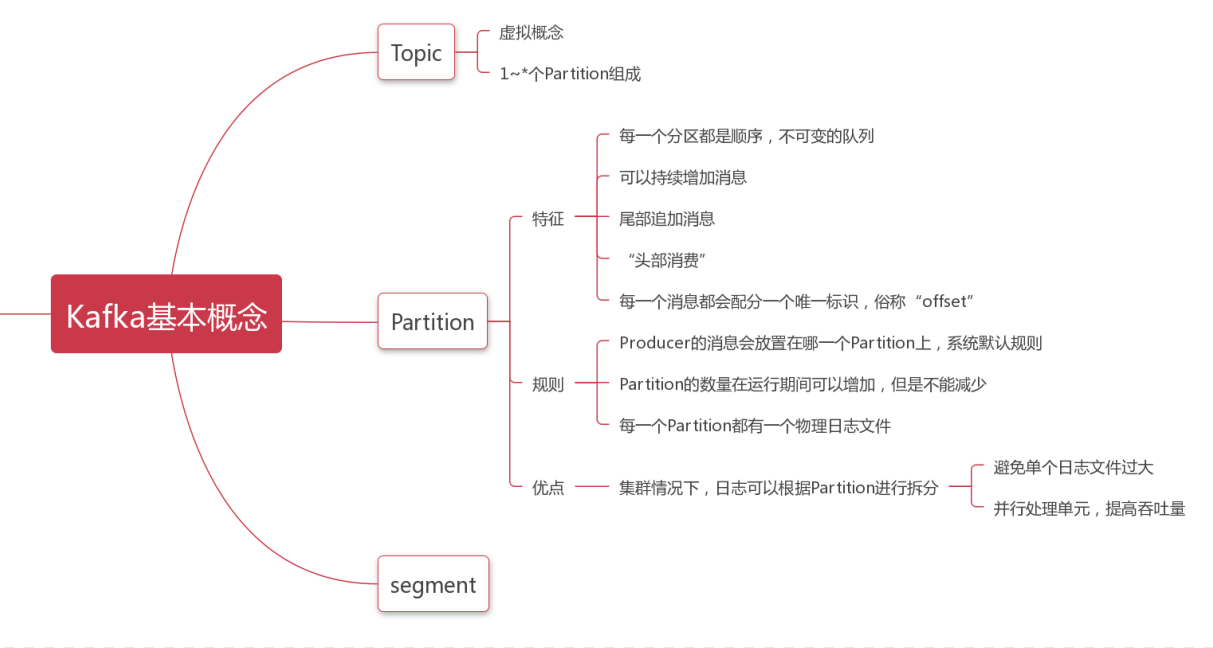 Kafka基本概念
Topic
虚拟概念
1~*个Partition组成
Partition
特征
每一个分区都是顺序，不可变的队列
可以持续增加消息
尾部追加消息
“头部消费”
每一个消息都会配分一个唯一标识，俗称“offset”
规则
Producer的消息会放置在哪一个Partition上，系统默认规则
Partition的数量在运行期间可以增加，但是不能减少
每一个Partition都有一个物理日志文件
优点
集群情况下，日志可以根据Partition进行拆分
避免单个日志文件过大
并行处理单元，提高吞吐量
segment